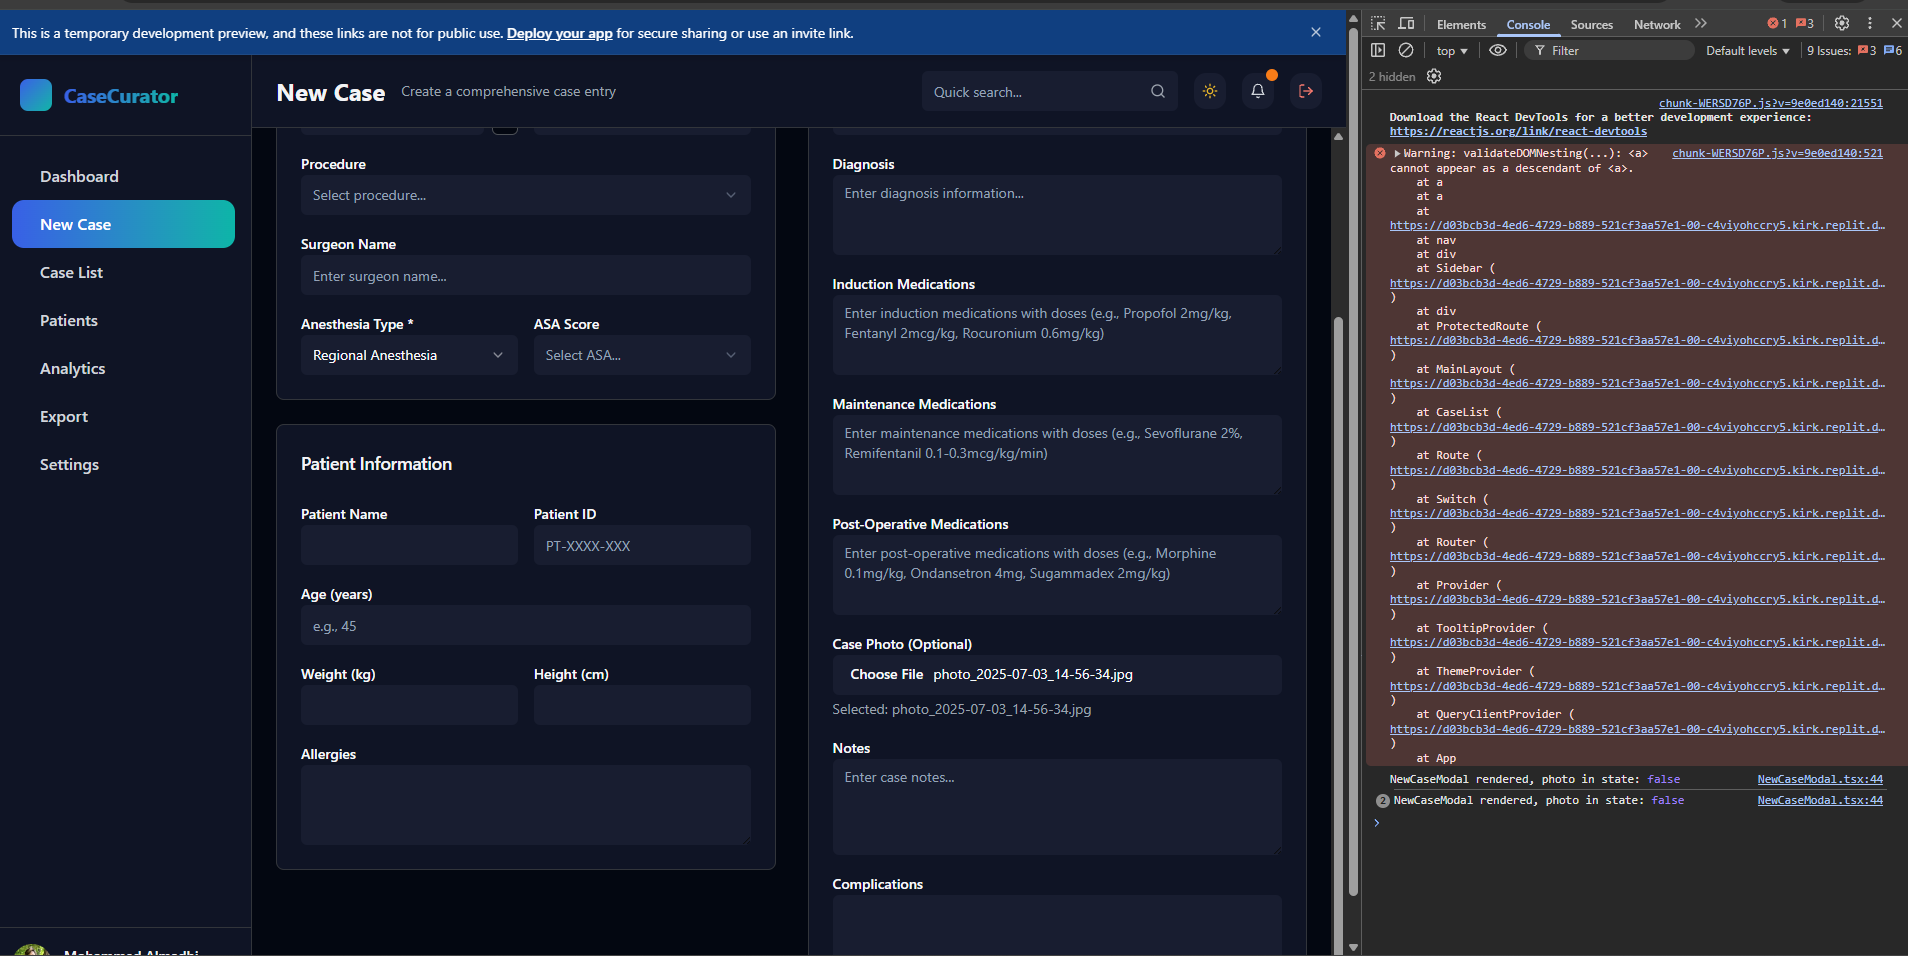 This is a temporary development preview, and these links are not for public use. Deploy your app for secure sharing or use an invite link.
CaseCurator
New Case
Create a comprehensive case entry
Quick search...
Dashboard
New Case
Case List
Patients
Analytics
Export
Settings
Procedure
Select procedure...
Surgeon Name
Enter surgeon name...
Anesthesia Type *
ASA Score
Regional Anesthesia
Select ASA...
Patient Information
Patient Name
Patient ID
PT-XXXX-XXX
Age (years)
e.g., 45
Weight (kg)
Height (cm)
Allergies
Diagnosis
Enter diagnosis information...
Induction Medications
Enter induction medications with doses (e.g., Propofol 2mg/kg,
Fentanyl 2mcg/kg, Rocuronium 0.6mg/kg)
Maintenance Medications
Enter maintenance medications with doses (e.g., Sevoflurane 2%,
Remifentanil 0.1-0.3mcg/kg/min)
Post-Operative Medications
Enter post-operative medications with doses (e.g., Morphine
0.1mg/kg, Ondansetron 4mg, Sugammadex 2mg/kg)
Case Photo (Optional)
Choose File photo_2025-07-03_14-56-34.jpg
Selected: photo_2025-07-03_14-56-34.jpg
Notes
Enter case notes...
Complications
Mohammed Almadhi
Elements Console Sources Network 1 3
top Filter Default levels 9 Issues: 3 6
2 hidden
chunk-WERSD76P.js?v=9e0ed140:21551
Download the React DevTools for a better development experience:
https://reactjs.org/link/react-devtools
Warning: validateDOMNesting(...): <a> chunk-WERSD76P.js?v=9e0ed140:521
cannot appear as a descendant of <a>.
at a
at a
at
https://d03bcb3d-4ed6-4729-b889-521cf3aa57e1-00-c4viyohccry5.kirk.replit.d…
at nav
at div
at Sidebar (
https://d03bcb3d-4ed6-4729-b889-521cf3aa57e1-00-c4viyohccry5.kirk.replit.d…
)
at div
at ProtectedRoute (
https://d03bcb3d-4ed6-4729-b889-521cf3aa57e1-00-c4viyohccry5.kirk.replit.d…
)
at MainLayout (
https://d03bcb3d-4ed6-4729-b889-521cf3aa57e1-00-c4viyohccry5.kirk.replit.d…
)
at CaseList (
https://d03bcb3d-4ed6-4729-b889-521cf3aa57e1-00-c4viyohccry5.kirk.replit.d…
)
at Route (
https://d03bcb3d-4ed6-4729-b889-521cf3aa57e1-00-c4viyohccry5.kirk.replit.d…
)
at Switch (
https://d03bcb3d-4ed6-4729-b889-521cf3aa57e1-00-c4viyohccry5.kirk.replit.d…
)
at Router (
https://d03bcb3d-4ed6-4729-b889-521cf3aa57e1-00-c4viyohccry5.kirk.replit.d…
)
at Provider (
https://d03bcb3d-4ed6-4729-b889-521cf3aa57e1-00-c4viyohccry5.kirk.replit.d…
)
at TooltipProvider (
https://d03bcb3d-4ed6-4729-b889-521cf3aa57e1-00-c4viyohccry5.kirk.replit.d…
)
at ThemeProvider (
https://d03bcb3d-4ed6-4729-b889-521cf3aa57e1-00-c4viyohccry5.kirk.replit.d…
)
at QueryClientProvider (
https://d03bcb3d-4ed6-4729-b889-521cf3aa57e1-00-c4viyohccry5.kirk.replit.d…
)
at App
NewCaseModal rendered, photo in state: false NewCaseModal.tsx:44
2 NewCaseModal rendered, photo in state: false NewCaseModal.tsx:44